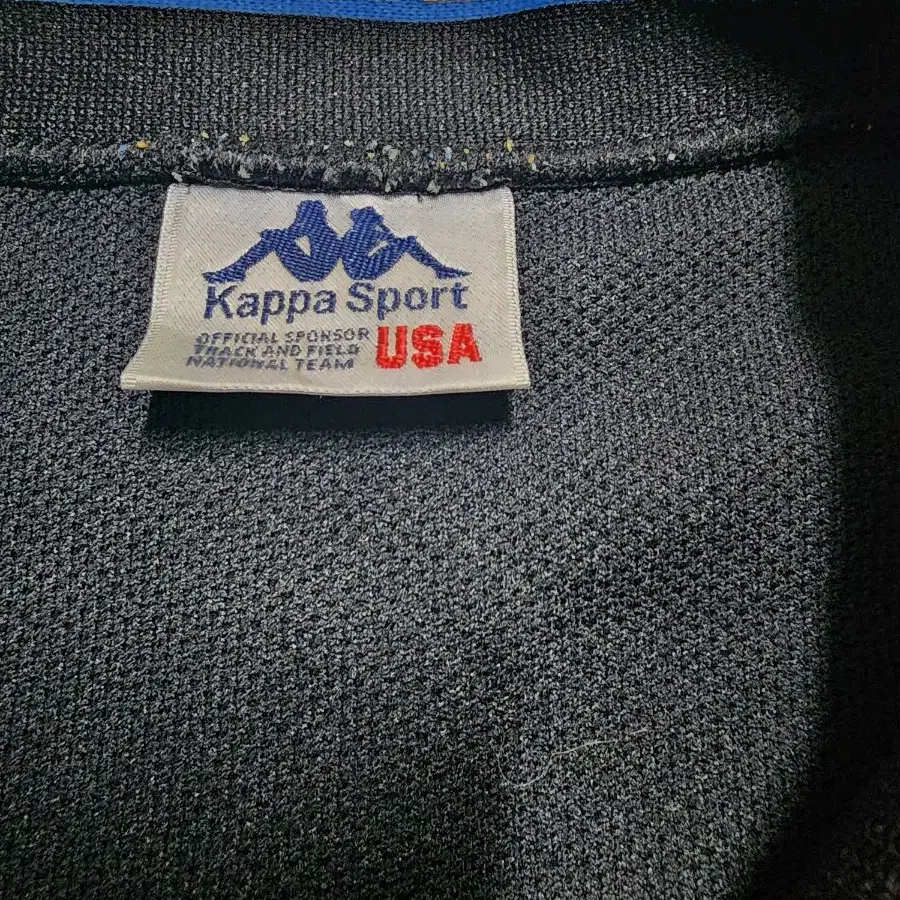 Kappa Sport
OFFICIAL SPONSOR
TRACK AND FIELD
NATIONAL TEAM
USA